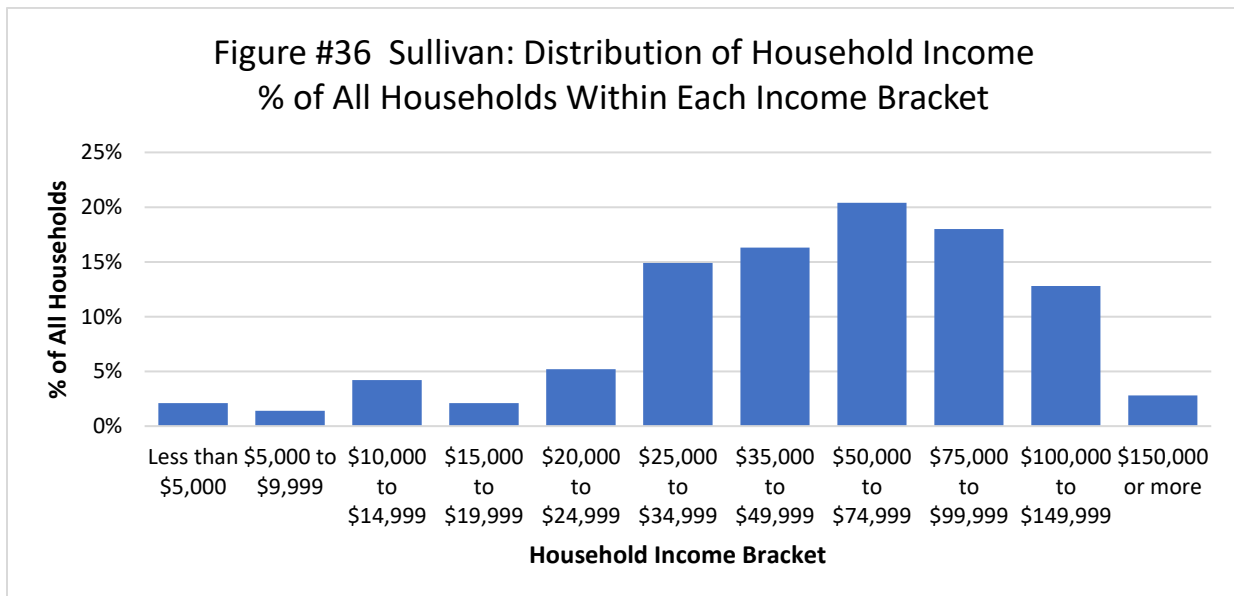 Figure #36 Sullivan: Distribution of Household Income
% of All Households Within Each Income Bracket
% of All Households
25%
20%
15%
10%
5%
0%
Less than $5,000 to $10,000 $15,000 $20,000 $25,000 $35,000 $50,000 $75,000 $100,000 $150,000
$5,000 $9,999 to to to to to to to to or more
$14,999 $19,999 $24,999 $34,999 $49,999 $74,999 $99,999 $149,999
Household Income Bracket